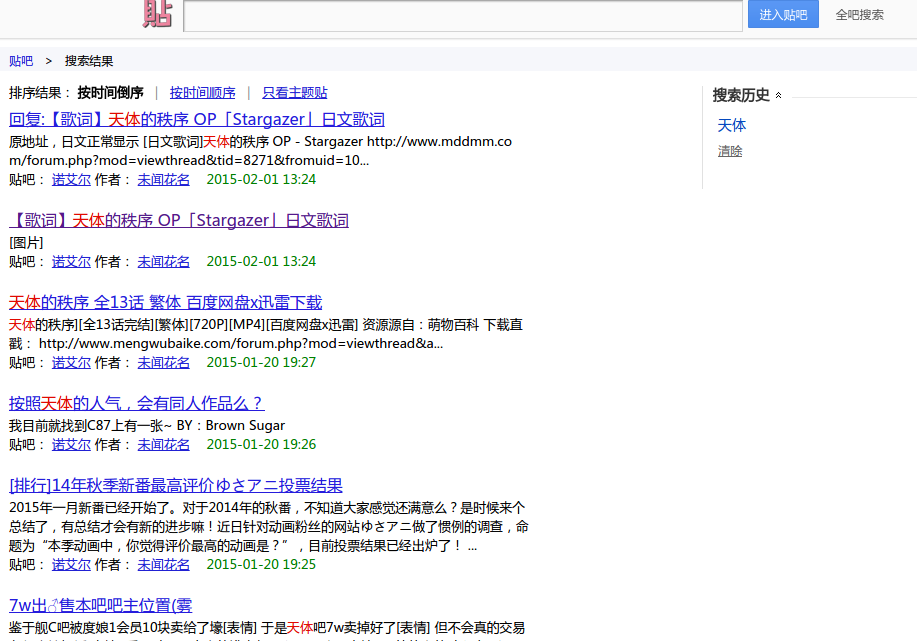 貼
进入贴吧 全吧搜索
贴吧 > 搜索结果
排序结果： 按时间倒序 | 按时间顺序 | 只看主题贴
搜索历史
天体
清除
回复:【歌词】天体的秩序 OP「Stargazer」日文歌词
原地址，日文正常显示 [日文歌词]天体的秩序 OP - Stargazer http://www.mddmm.co
m/forum.php?mod=viewthread&tid=8271&fromuid=10...
贴吧： 诺艾尔 作者： 未闻花名 2015-02-01 13:24
【歌词】天体的秩序 OP「Stargazer」日文歌词
[图片]
贴吧： 诺艾尔 作者： 未闻花名 2015-02-01 13:24
天体的秩序 全13话 繁体 百度网盘x迅雷下载
天体的秩序][全13话完结][繁体][720P][MP4][百度网盘x迅雷] 资源源自：萌物百科 下载直
戳： http://www.mengwubaike.com/forum.php?mod=viewthread&a...
贴吧： 诺艾尔 作者： 未闻花名 2015-01-20 19:27
按照天体的人气，会有同人作品么？
我目前就找到C87上有一张~ BY：Brown Sugar
贴吧： 诺艾尔 作者： 未闻花名 2015-01-20 19:26
[排行]14年秋季新番最高评价ゆさアニ投票结果
2015年一月新番已经开始了。对于2014年的秋番，不知道大家感觉还满意么？是时候来个
总结了，有总结才会有新的进步嘛！近日针对动画粉丝的网站ゆさアニ做了惯例的调查，命
题为“本季动画中，你觉得评价最高的动画是？”，目前投票结果已经出炉了！ ...
贴吧： 诺艾尔 作者： 未闻花名 2015-01-20 19:25
7w出♂售本吧吧主位置(雾
鉴于舰C吧被度娘1会员10块卖给了壕[表情] 于是天体吧7w卖掉好了[表情] 但不会真的交易